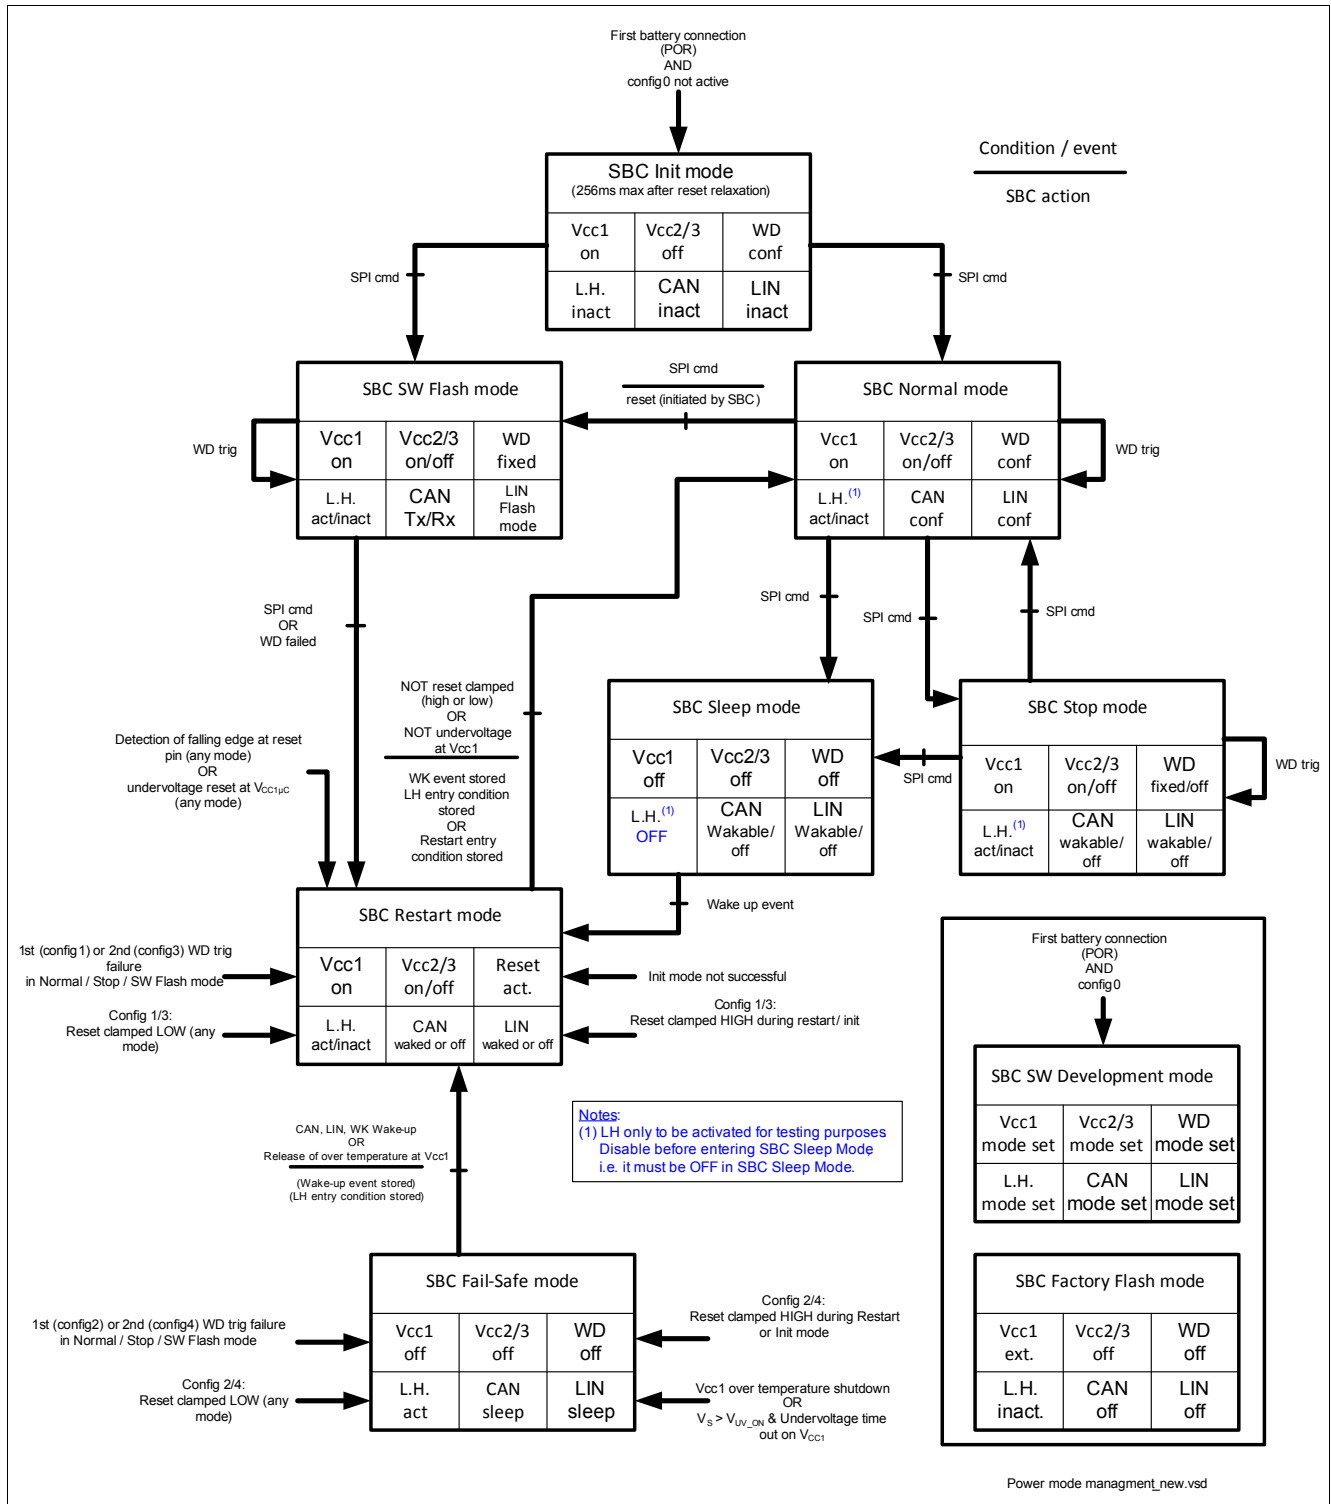 First battery connection
(POR)
AND
config0 not active
Condition / event
SBC action
SBC Init mode
(256ms max after reset relaxation)
Vcc1
on
Vcc2/3
off
WD
conf
L.H.
inact
CAN
inact
LIN
inact
SPI cmd
SPI cmd
SBC SW Flash mode
Vcc1
on
Vcc2/3
on/off
WD
fixed
L.H.
act/inact
CAN
Tx/Rx
LIN
Flash
mode
WD trig
SPI cmd
reset (initiated by SBC)
SBC Normal mode
Vcc1
on
Vcc2/3
on/off
WD
conf
L.H.(1)
act/inact
CAN
conf
LIN
conf
WD trig
SPI cmd
OR
WD failed
SPI cmd
SPI cmd
SPI cmd
NOT reset clamped
(high or low)
OR
NOT undervoltage
at Vcc1
WK event stored
LH entry condition
stored
OR
Restart entry
condition stored
Detection of falling edge at reset
pin (any mode)
OR
undervoltage reset at VCC1µC
(any mode)
SBC Sleep mode
Vcc1
off
Vcc2/3
off
WD
off
L.H.(1)
OFF
CAN
Wakable/
off
LIN
Wakable/
off
SPI cmd
SBC Stop mode
Vcc1
on
Vcc2/3
on/off
WD
fixed/off
L.H.(1)
act/inact
CAN
wakable/
off
LIN
wakable/
off
WD trig
Wake up event
SBC Restart mode
Vcc1
on
Vcc2/3
on/off
Reset
act.
L.H.
act/inact
CAN
waked or off
LIN
waked or off
1st (config1) or 2nd (config3) WD trig
failure
in Normal / Stop / SW Flash mode
Config 1/3:
Reset clamped LOW (any
mode)
Init mode not successful
Config 1/3:
Reset clamped HIGH during restart / init
First battery connection
(POR)
AND
config0
SBC SW Development mode
Vcc1
mode set
Vcc2/3
mode set
WD
mode set
L.H.
mode set
CAN
mode set
LIN
mode set
CAN, LIN, WK Wake-up
OR
Release of over temperature at Vcc1
(Wake-up event stored)
(LH entry condition stored)
Notes:
(1) LH only to be activated for testing purposes
Disable before entering SBC Sleep Mode,
i.e. it must be OFF in SBC Sleep Mode.
SBC Fail-Safe mode
Vcc1
off
Vcc2/3
off
WD
off
L.H.
act
CAN
sleep
LIN
sleep
1st (config2) or 2nd (config4) WD trig failure
in Normal / Stop / SW Flash mode
Config 2/4:
Reset clamped LOW (any
mode)
Config 2/4:
Reset clamped HIGH during Restart
or Init mode
Vcc1 over temperature shutdown
OR
VS > VUV_ON & Undervoltage time
out on VCC1
SBC Factory Flash mode
Vcc1
ext.
Vcc2/3
off
WD
off
L.H.
inact.
CAN
off
LIN
off
Power mode managment_new.vsd